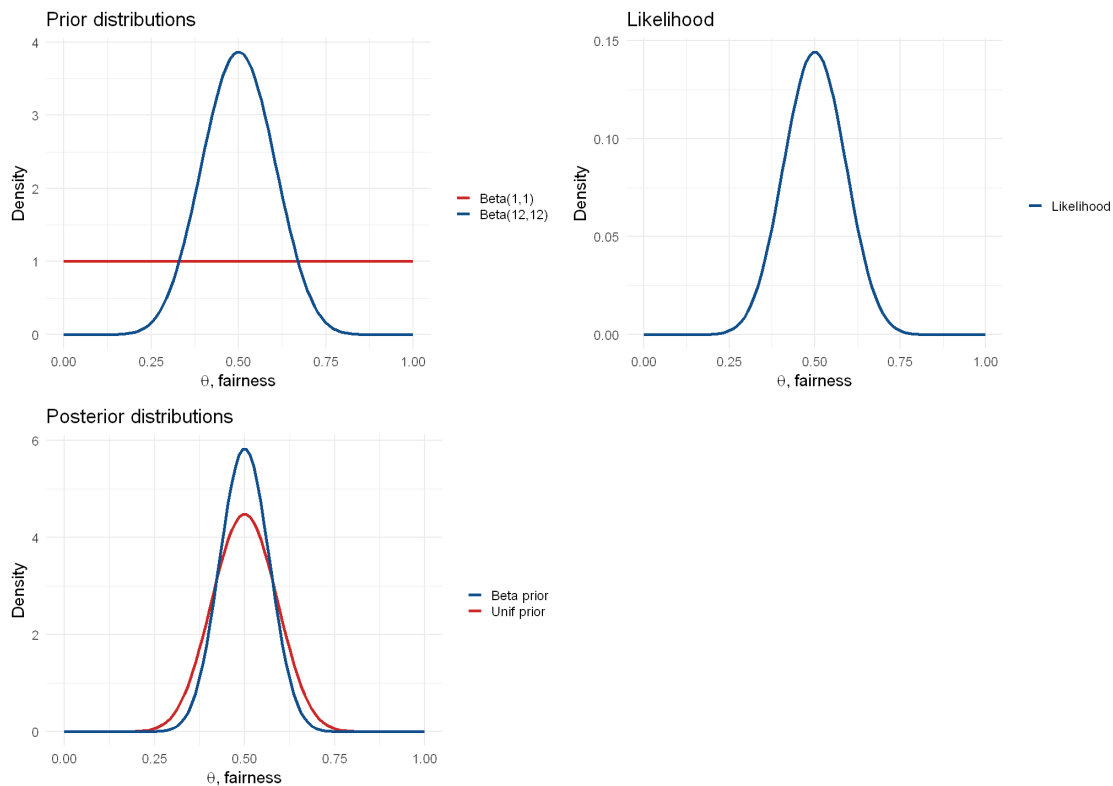 Prior distributions
4
3
2
1
0
Density
0.00 0.25 0.50 0.75 1.00
θ, fairness
Beta(1,1)
Beta(12,12)
Likelihood
0.15
0.10
0.05
0.00
Density
0.00 0.25 0.50 0.75 1.00
θ, fairness
Likelihood
Posterior distributions
6
4
2
0
Density
0.00 0.25 0.50 0.75 1.00
θ, fairness
Beta prior
Unif prior